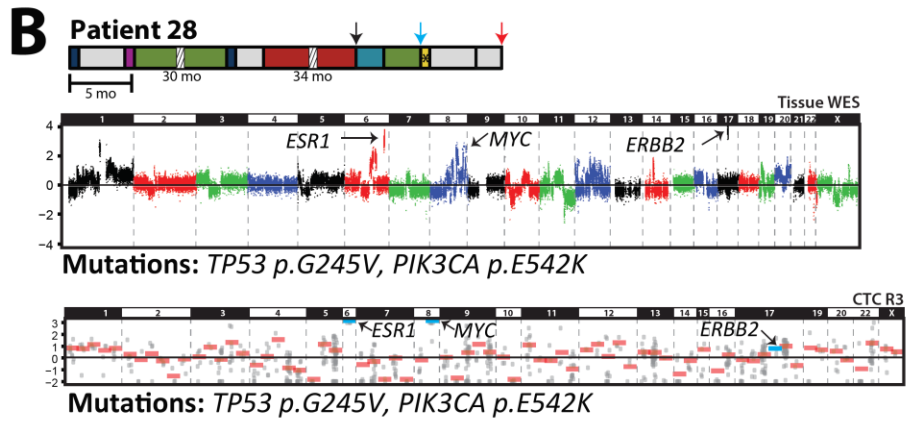 B
Patient 28
*
30 mo
34 mo
5 mo
Tissue WES
1 2 3 4 5 6 7 8 9 10 11 12 13 14 15 16 17 18 19 20 21 22 X
4
2
0
−2
−4
ESR1
MYC
ERBB2
Mutations: TP53 p.G245V, PIK3CA p.E542K
CTC R3
1 2 3 4 5 6 7 8 9 10 11 12 13 14 15 16 17 19 20 22 X
3
2
1
0
−1
−2
ESR1
MYC
ERBB2
Mutations: TP53 p.G245V, PIK3CA p.E542K